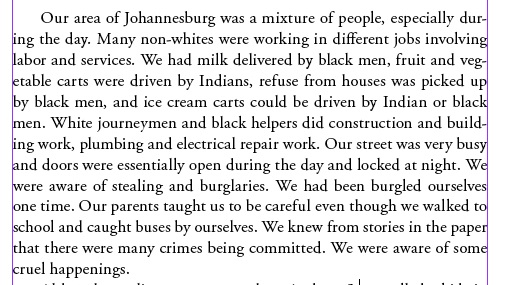 Our area of Johannesburg was a mixture of people, especially dur-
ing the day. Many non-whites were working in different jobs involving
labor and services. We had milk delivered by black men, fruit and veg-
etable carts were driven by Indians, refuse from houses was picked up
by black men, and ice cream carts could be driven by Indian or black
men. White journeymen and black helpers did construction and build-
ing work, plumbing and electrical repair work. Our street was very busy
and doors were essentially open during the day and locked at night. We
were aware of stealing and burglaries. We had been burgled ourselves
one time. Our parents taught us to be careful even though we walked to
school and caught buses by ourselves. We knew from stories in the paper
that there were many crimes being committed. We were aware of some
cruel happenings.